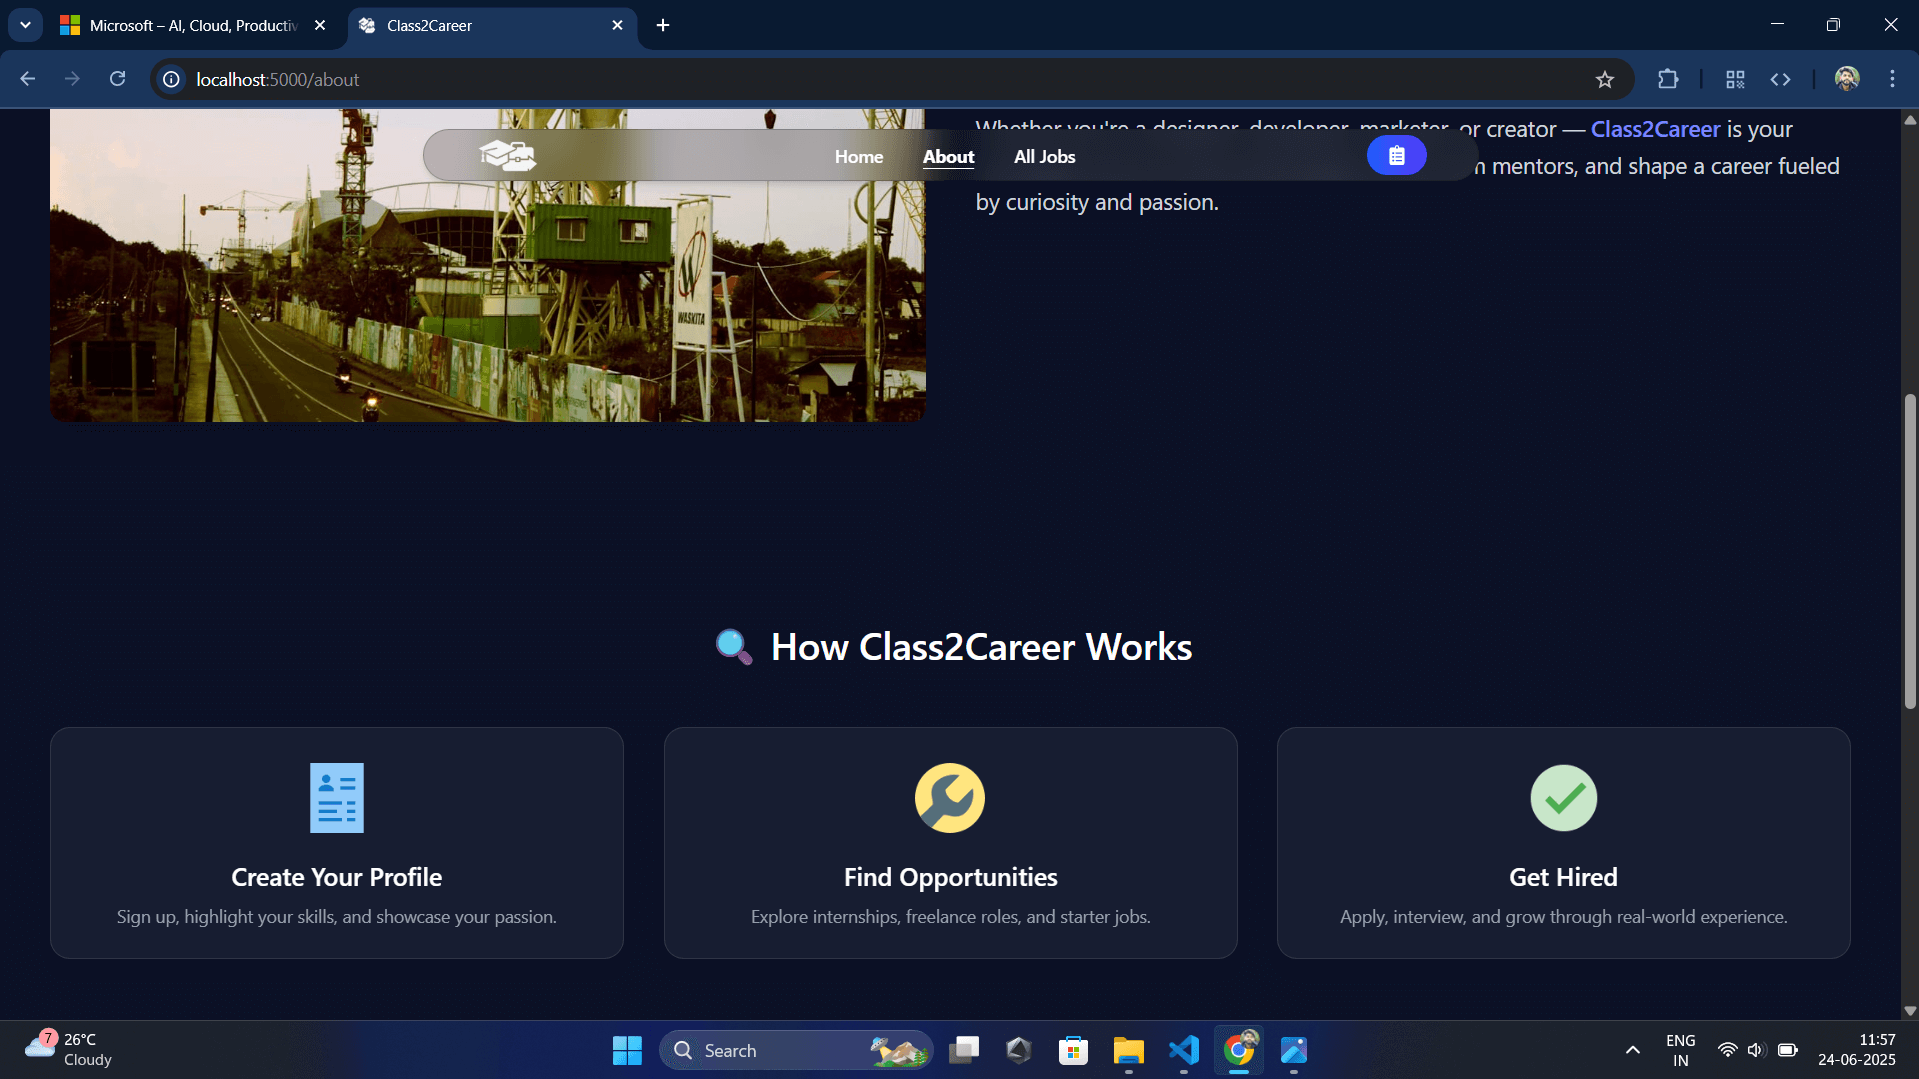 Microsoft – AI, Cloud, Productiv
Class2Career
localhost:5000/about
Whether you're a designer, developer, marketer, or creator — Class2Career is your
Home
About
All Jobs
mentors, and shape a career fueled
by curiosity and passion.
WASKITA
How Class2Career Works
Create Your Profile
Sign up, highlight your skills, and showcase your passion.
Find Opportunities
Explore internships, freelance roles, and starter jobs.
Get Hired
Apply, interview, and grow through real-world experience.
7
26°C
Cloudy
Search
ENG
IN
11:57
24-06-2025